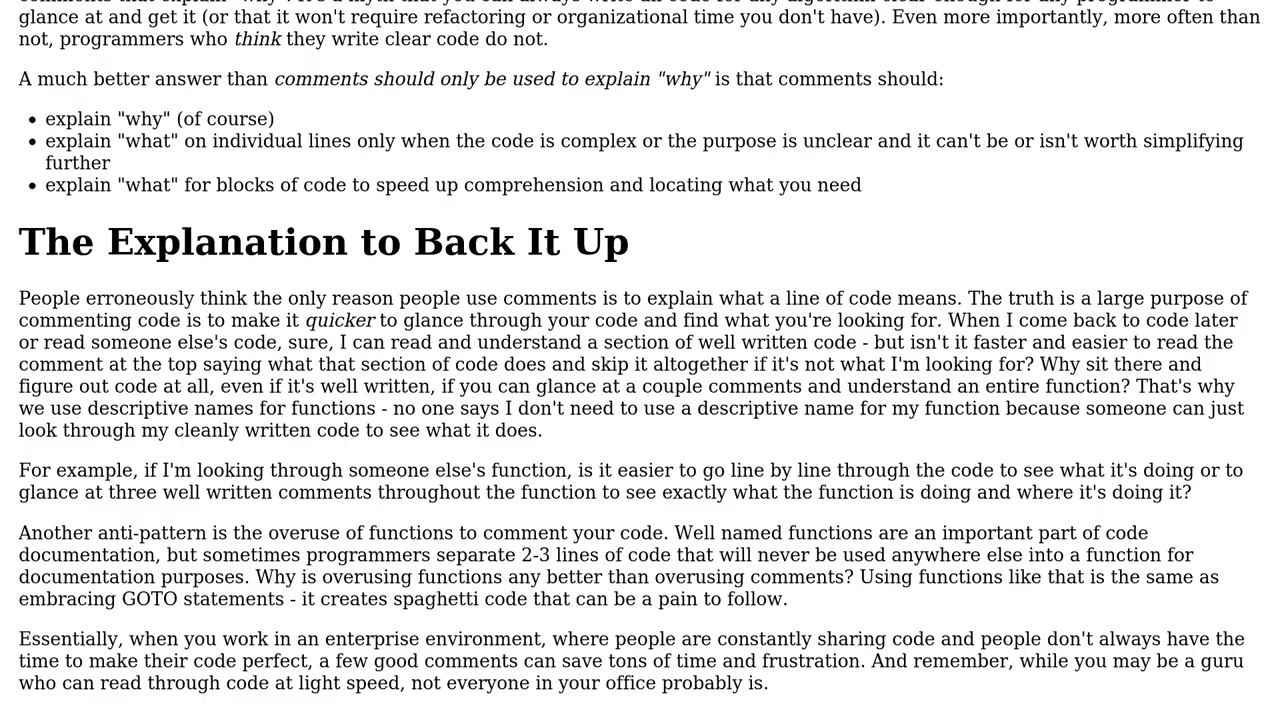 glance at and get it (or that it won't require refactoring or organizational time you don't have). Even more importantly, more often than
not, programmers who think they write clear code do not.
A much better answer than comments should only be used to explain "why" is that comments should:
• explain "why" (of course)
• explain "what" on individual lines only when the code is complex or the purpose is unclear and it can't be or isn't worth simplifying
further
• explain "what" for blocks of code to speed up comprehension and locating what you need
The Explanation to Back It Up
People erroneously think the only reason people use comments is to explain what a line of code means. The truth is a large purpose of
commenting code is to make it quicker to glance through your code and find what you're looking for. When I come back to code later
or read someone else's code, sure, I can read and understand a section of well written code - but isn't it faster and easier to read the
comment at the top saying what that section of code does and skip it altogether if it's not what I'm looking for? Why sit there and
figure out code at all, even if it's well written, if you can glance at a couple comments and understand an entire function? That's why
we use descriptive names for functions - no one says I don't need to use a descriptive name for my function because someone can just
look through my cleanly written code to see what it does.
For example, if I'm looking through someone else's function, is it easier to go line by line through the code to see what it's doing or to
glance at three well written comments throughout the function to see exactly what the function is doing and where it's doing it?
Another anti-pattern is the overuse of functions to comment your code. Well named functions are an important part of code
documentation, but sometimes programmers separate 2-3 lines of code that will never be used anywhere else into a function for
documentation purposes. Why is overusing functions any better than overusing comments? Using functions like that is the same as
embracing GOTO statements - it creates spaghetti code that can be a pain to follow.
Essentially, when you work in an enterprise environment, where people are constantly sharing code and people don't always have the
time to make their code perfect, a few good comments can save tons of time and frustration. And remember, while you may be a guru
who can read through code at light speed, not everyone in your office probably is.